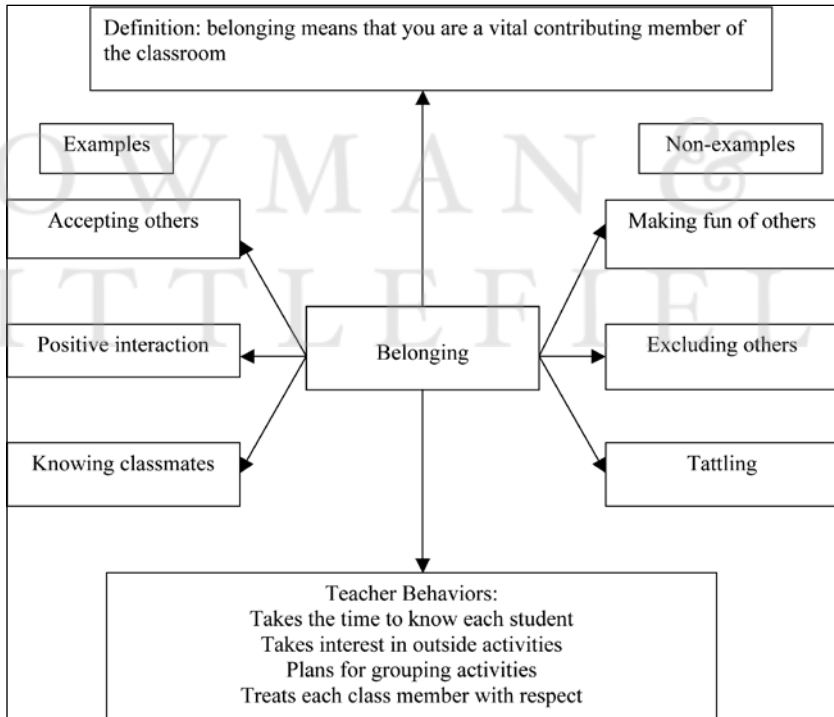 Definition: belonging means that you are a vital contributing member of
the classroom
Examples
Non-examples
OWMAN &
Accepting others
Making fun of others
ITTLEFIEL
Positive interaction
Belonging
Excluding others
Knowing classmates
Tattling
Teacher Behaviors:
Takes the time to know each student
Takes interest in outside activities
Plans for grouping activities
Treats each class member with respect